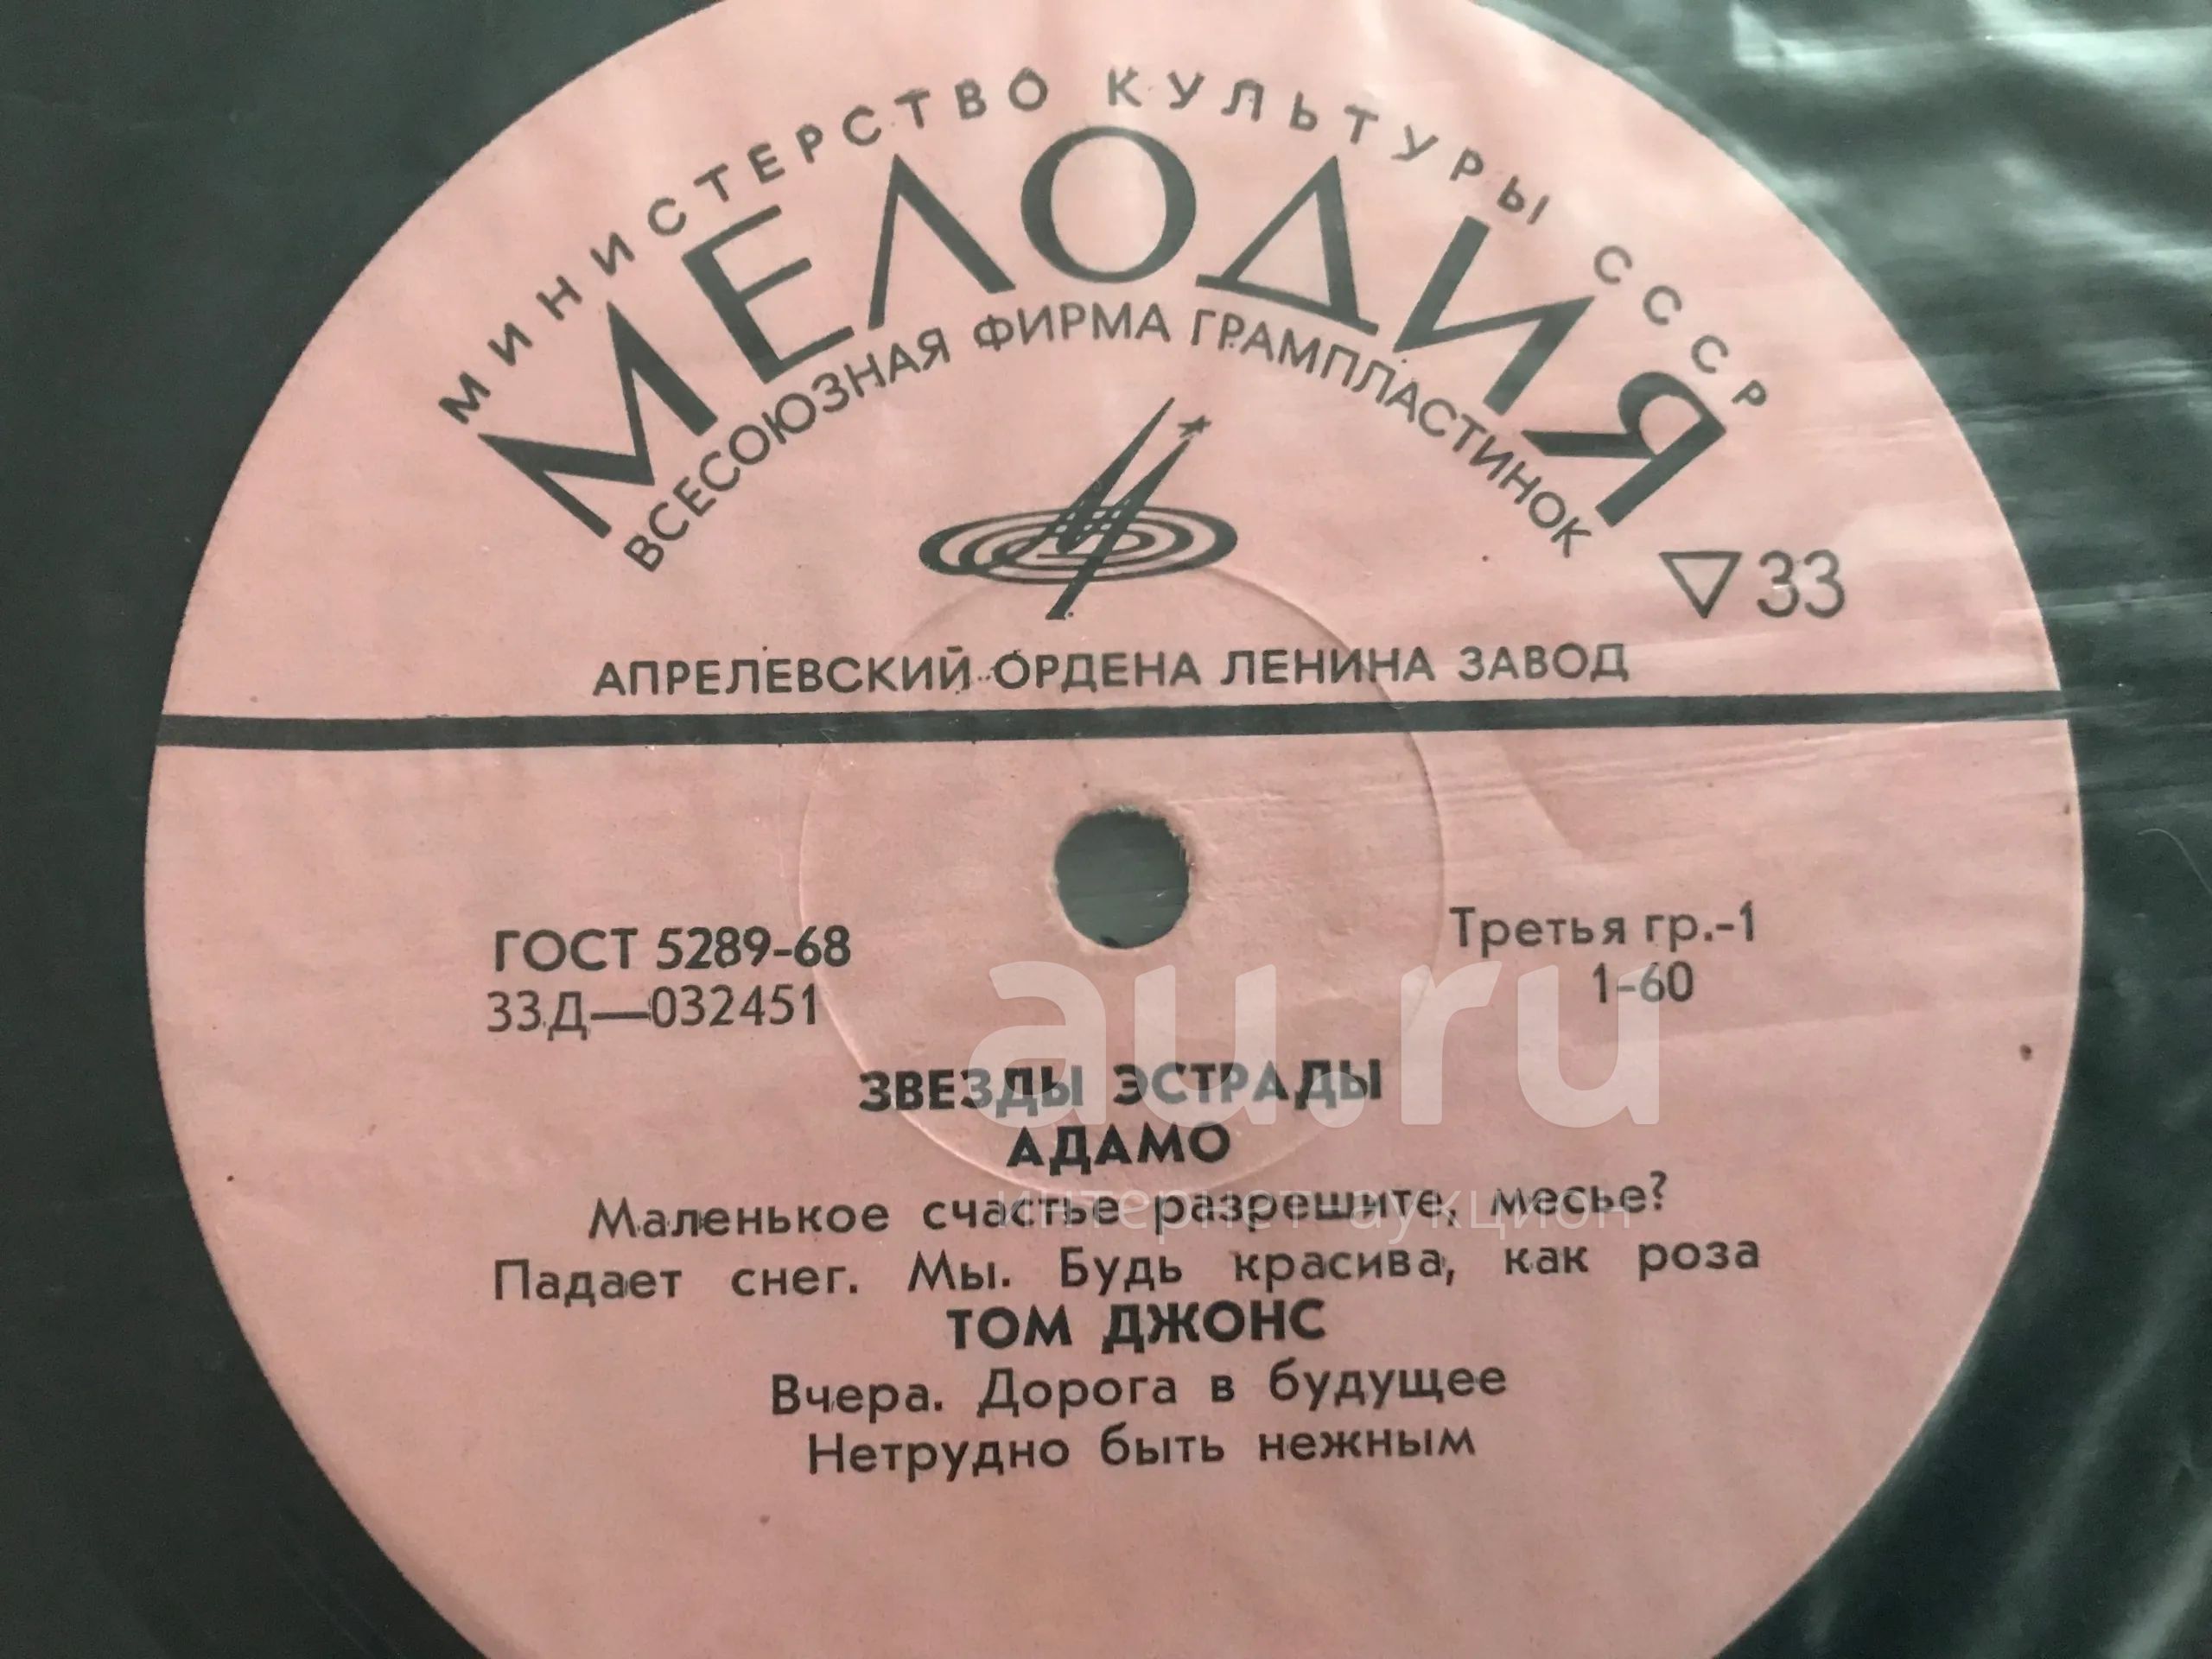 МИНИСТЕРСТВО КУЛЬТУРЫ СССР
МЕЛОДИЯ
ВСЕСОЮЗНАЯ ФИРМА ГРАМПЛАСТИНОК
33
АПРЕЛЕВСКИЙ ОРДЕНА ЛЕНИНА ЗАВОД
ГОСТ 5289-68
Третья гр.-1
33Д—032451
1-60
ЗВЕЗДЫ ЭСТРАДЫ
АДАМО
Маленькое счастье разрешите, месье?
Падает снег. Мы. Будь красива, как роза
ТОМ ДЖОНС
Вчера. Дорога в будущее
Нетрудно быть нежным
au.ru
интернет аукцион